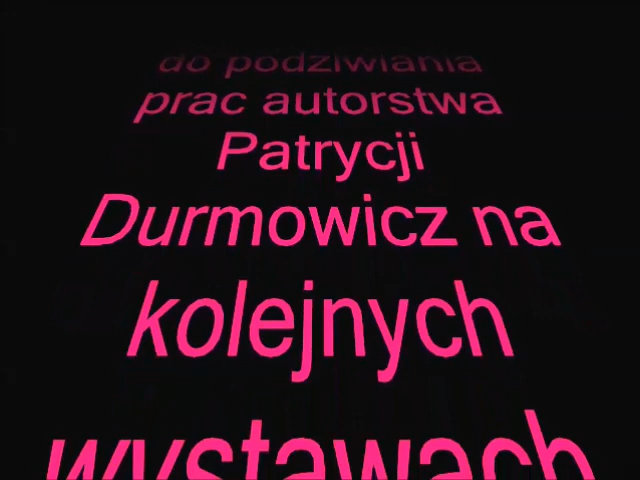 do podziwiania
prac autorstwa
Patrycji
Durmowicz na
kolejnych
wystawach